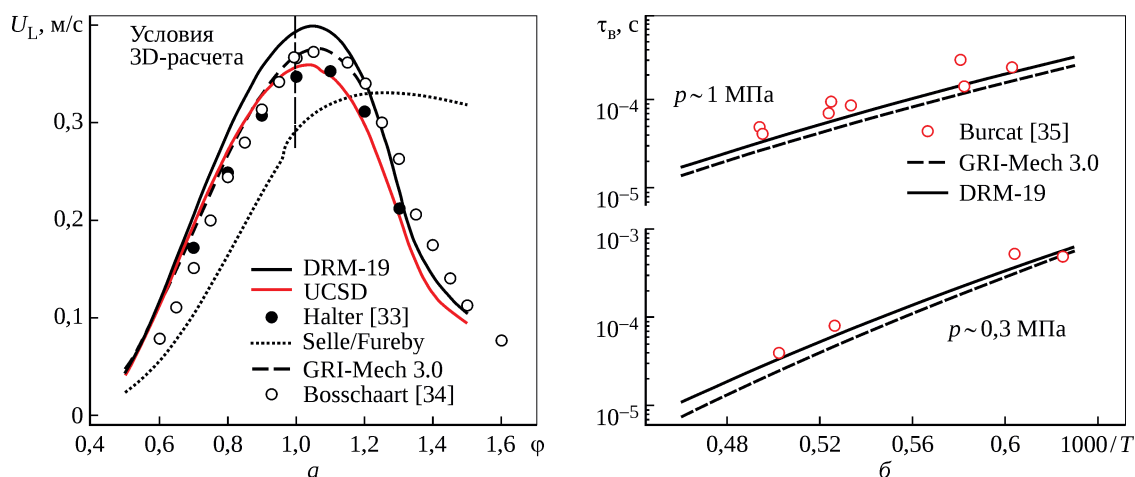 U_L, м/с
Условия
3D-расчета
0,3
0,2
0,1
0
DRM-19
UCSD
Halter [33]
Selle/Fureby
GRI-Mech 3.0
Bosschaart [34]
0,4 0,6 0,8 1,0 1,2 1,4 1,6 φ
а
τ_в, с
10⁻⁴
10⁻⁵
p ~ 1 МПа
Burcat [35]
GRI-Mech 3.0
DRM-19
10⁻³
10⁻⁴
10⁻⁵
p ~ 0,3 МПа
0,48 0,52 0,56 0,6 1000/T
б